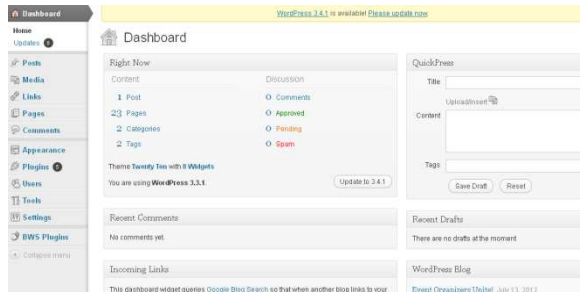 Dashboard
WordPress 3.4.1 is available! Please update now.
Home
Updates
Dashboard
Posts
Media
Links
Pages
Comments
Appearance
Plugins
Users
Tools
Settings
BWS Plugins
Collapse menu
Right Now
Content
Discussion
1 Post
0 Comments
23 Pages
0 Approved
2 Categories
0 Pending
2 Tags
0 Spam
Theme Twenty Ten with 8 Widgets
You are using WordPress 3.3.1.
Update to 3.4.1
Recent Comments
No comments yet.
Incoming Links
This dashboard widget queries Google Blog Search so that when another blog links to your
QuickPress
Title
Upload/Insert
Content
Tags
Save Draft
Reset
Recent Drafts
There are no drafts at the moment
WordPress Blog
Event Organizers Unite! July 13, 2012